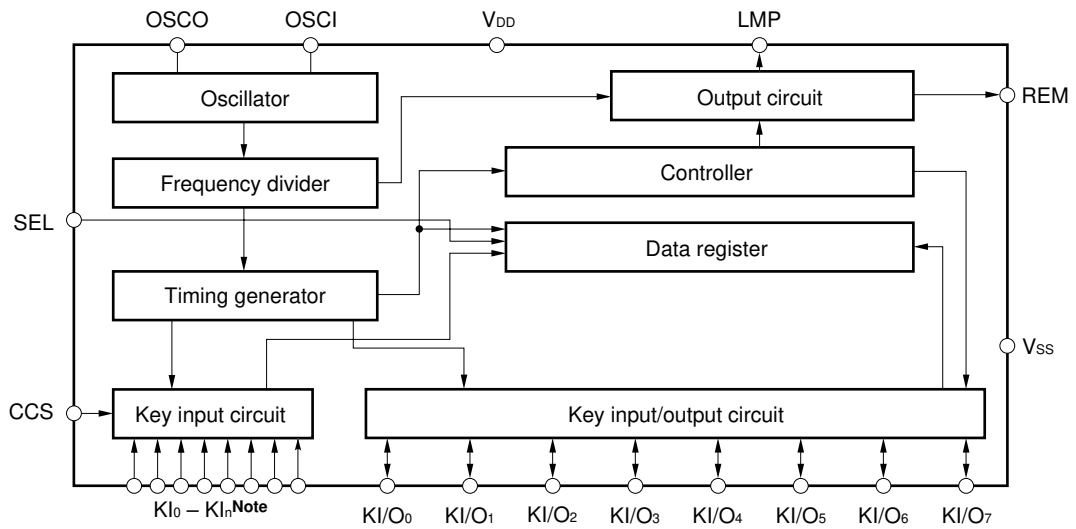 OSCO OSCI VDD LMP
Oscillator
Output circuit
REM
Frequency divider
Controller
SEL
Data register
Timing generator
VSS
CCS
Key input circuit
Key input/output circuit
KI0 – KInNote
KI/O0 KI/O1 KI/O2 KI/O3 KI/O4 KI/O5 KI/O6 KI/O7